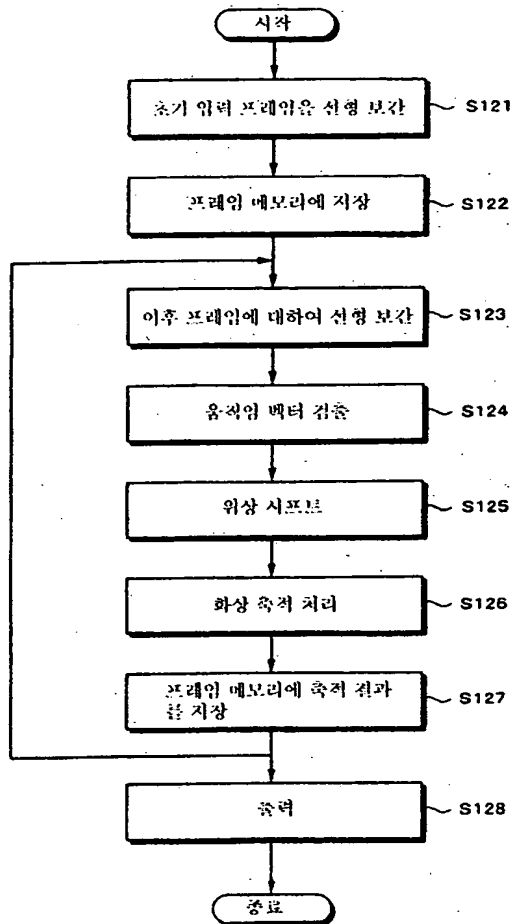 시작
초기 입력 프레임을 선형 보간
S121
프레임 메모리에 저장
S122
이후 프레임에 대하여 선형 보간
S123
움직임 벡터 검출
S124
위상 시프트
S125
화상 축적 처리
S126
프레임 메모리에 축적 결과
를 저장
S127
출력
S128
종료